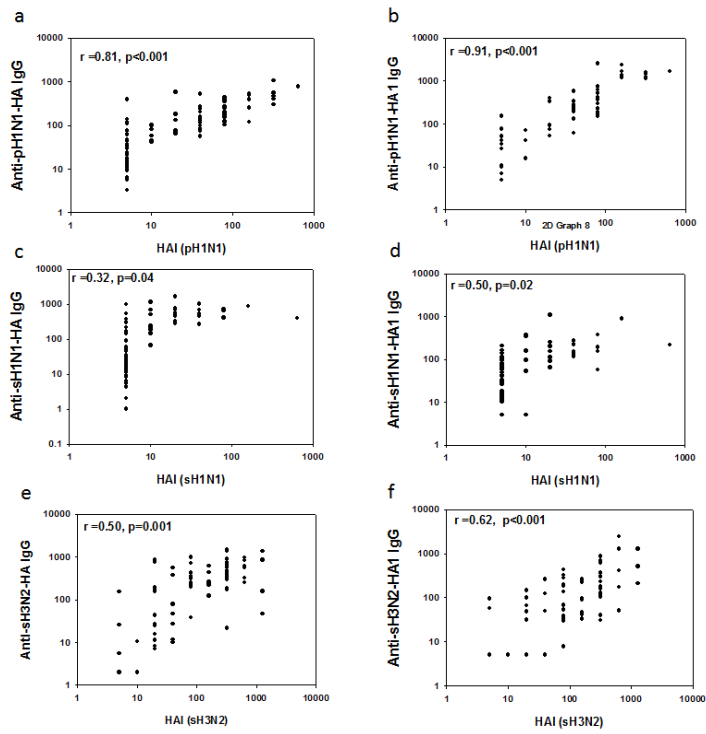 a
r =0.81, p<0.001
Anti-pH1N1-HA IgG
10000
1000
100
10
1
1
10
100
1000
HAI (pH1N1)
b
r =0.91, p<0.001
Anti-pH1N1-HA1 IgG
10000
1000
100
10
1
2D Graph 8
1
10
100
1000
HAI (pH1N1)
c
r =0.32, p=0.04
Anti-sH1N1-HA IgG
10000
1000
100
10
1
0.1
1
10
100
1000
HAI (sH1N1)
d
r =0.50, p=0.02
Anti-sH1N1-HA1 IgG
10000
1000
100
10
1
1
10
100
1000
HAI (sH1N1)
e
r =0.50, p=0.001
Anti-sH3N2-HA IgG
10000
1000
100
10
1
1
10
100
1000
10000
HAI (sH3N2)
f
r =0.62, p<0.001
Anti-sH3N2-HA1 IgG
10000
1000
100
10
1
1
10
100
1000
10000
HAI (sH3N2)